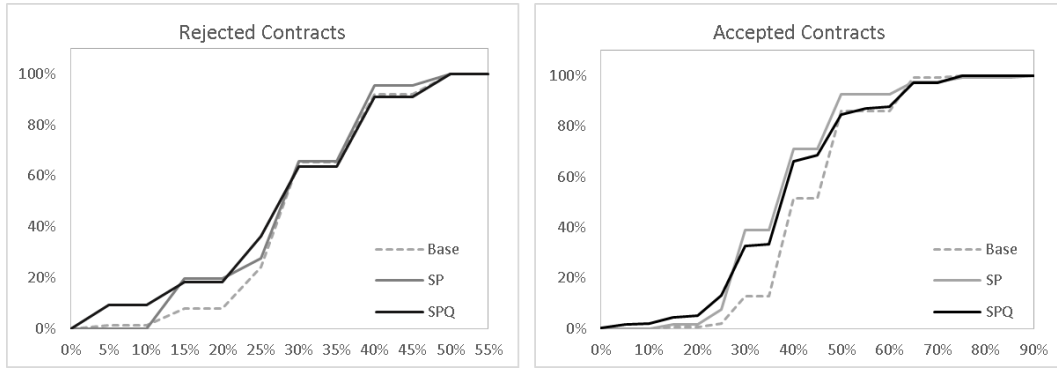 Rejected Contracts
100%
80%
60%
40%
20%
0%
Base
SP
SPQ
0% 5% 10% 15% 20% 25% 30% 35% 40% 45% 50% 55%
Accepted Contracts
100%
80%
60%
40%
20%
0%
Base
SP
SPQ
0% 10% 20% 30% 40% 50% 60% 70% 80% 90%